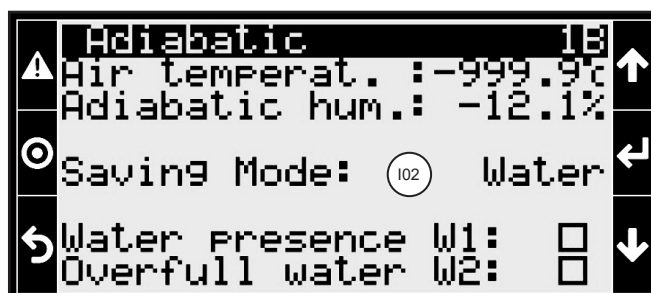 Adiabatic 1B
Air temperat. :-999.9°c
Adiabatic hum.: -12.1%
Saving Mode: I02 Water
Water presence W1: □
Overfull water W2: □